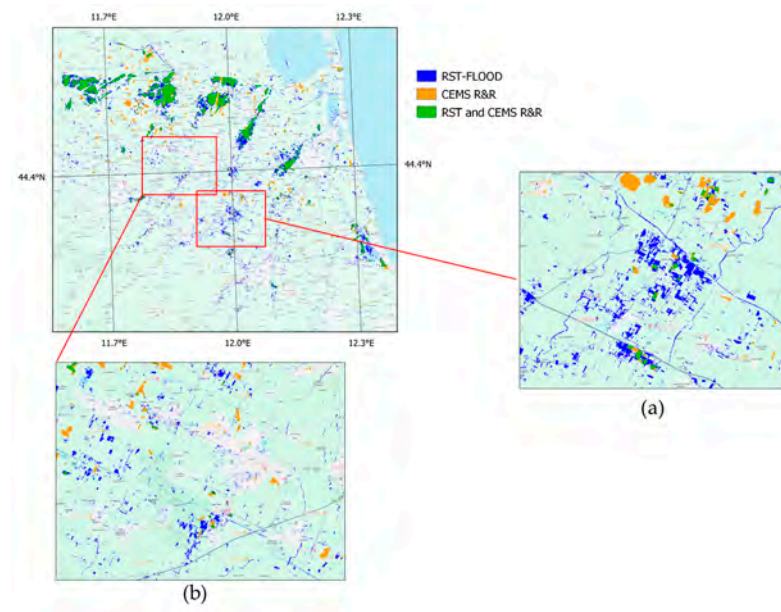 11.7°E 12.0°E 12.3°E
RST-FLOOD
CEMS R&R
RST and CEMS R&R
44.4°N
44.4°N
11.7°E 12.0°E 12.3°E
(a)
(b)